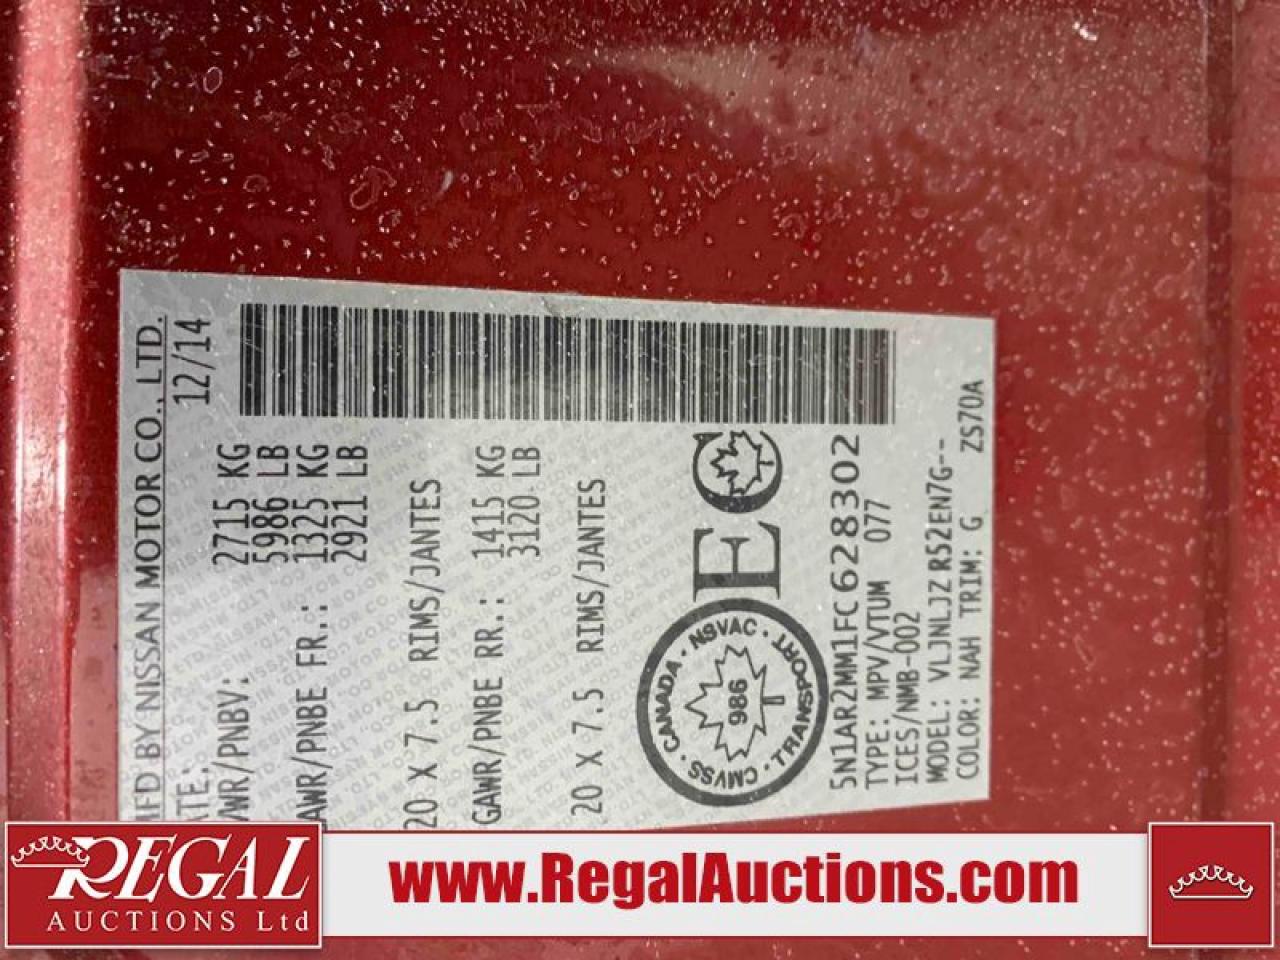 MFD BY NISSAN MOTOR CO., LTD.
12/14
2715 KG
5986 LB
1325 KG
GAWR/PNBE FR.:
2921 LB
20 X 7.5 RIMS/JANTES
GAWR/PNBE RR.: 1415 KG
3120 LB
20 X 7.5 RIMS/JANTES
CANADA · NSVAC · TRANSPORT · CMVSS ·
986
EC
5N1AR2MM1FC628302
TYPE: MPV/VTUM 077
ICES/NMB-002
MODEL: VLJNLJZ R52EN7G--
COLOR: NAH TRIM: G ZS70A
REGAL
AUCTIONS Ltd
www.RegalAuctions.com